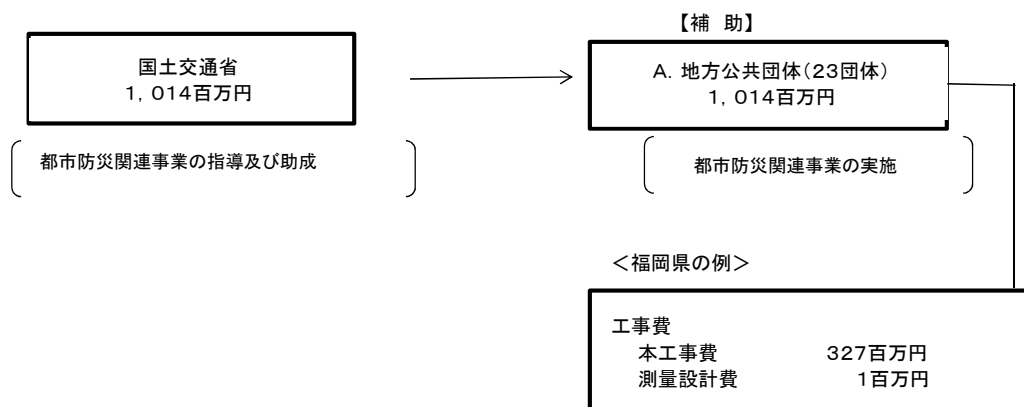 【補 助】
国土交通省
1,014百万円
A. 地方公共団体(23団体)
1,014百万円
都市防災関連事業の指導及び助成
都市防災関連事業の実施
<福岡県の例>
工事費
本工事費 327百万円
測量設計費 1百万円